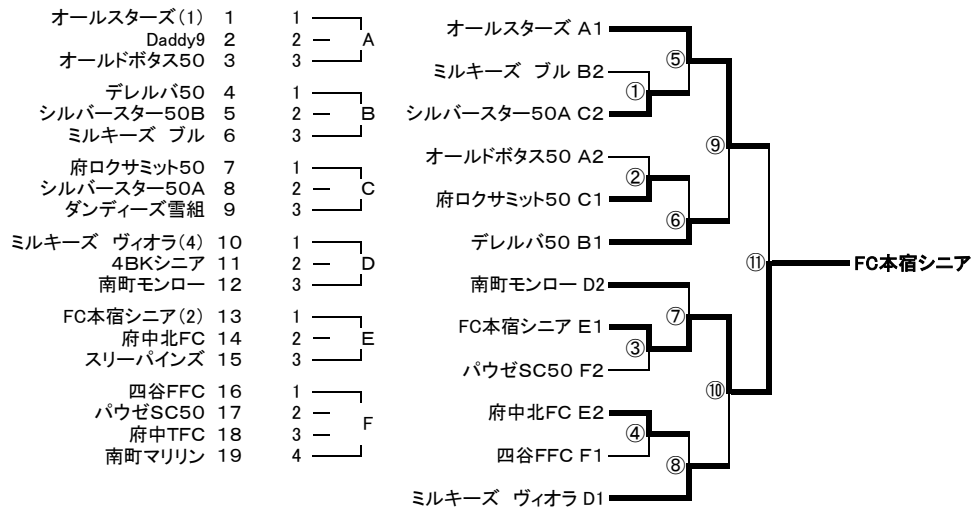 オールスターズ(1) 1 1
Daddy9 2 2 A
オールドボタス50 3 3
デレルバ50 4 1
シルバースター50B 5 2 B
ミルキーズ ブル 6 3
府ロクサミット50 7 1
シルバースター50A 8 2 C
ダンディーズ雪組 9 3
ミルキーズ ヴィオラ(4) 10 1
4BKシニア 11 2 D
南町モンロー 12 3
FC本宿シニア(2) 13 1
府中北FC 14 2 E
スリーパインズ 15 3
四谷FFC 16 1
パウゼSC50 17 2
F
府中TFC 18 3
南町マリリン 19 4
オールスターズ A1
⑤
ミルキーズ ブル B2
①
シルバースター50A C2
⑨
オールドボタス50 A2
②
府ロクサミット50 C1
⑥
デレルバ50 B1
⑪ FC本宿シニア
南町モンロー D2
⑦
FC本宿シニア E1
③
パウゼSC50 F2
⑩
府中北FC E2
④
四谷FFC F1
⑧
ミルキーズ ヴィオラ D1